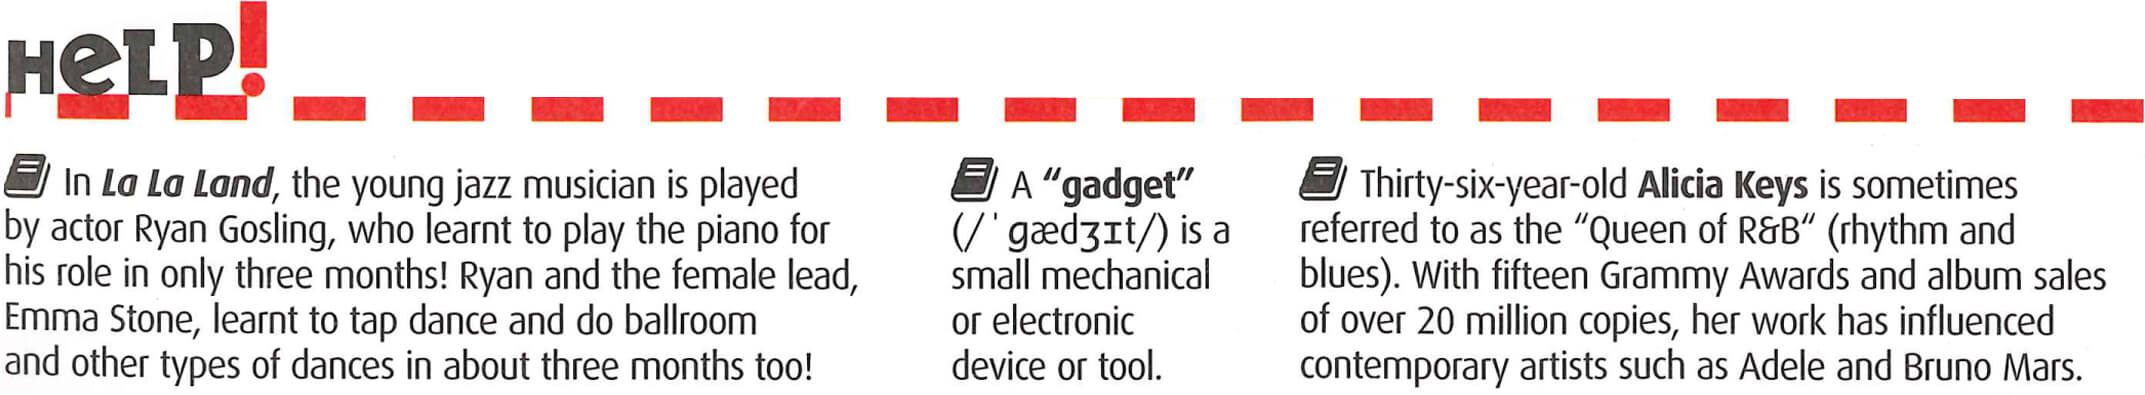 HELP!
In La La Land, the young jazz musician is played
by actor Ryan Gosling, who learnt to play the piano for
his role in only three months! Ryan and the female lead,
Emma Stone, learnt to tap dance and do ballroom
and other types of dances in about three months too!
A “gadget”
(/ˈgædʒɪt/) is a
small mechanical
or electronic
device or tool.
Thirty-six-year-old Alicia Keys is sometimes
referred to as the “Queen of R&B“ (rhythm and
blues). With fifteen Grammy Awards and album sales
of over 20 million copies, her work has influenced
contemporary artists such as Adele and Bruno Mars.